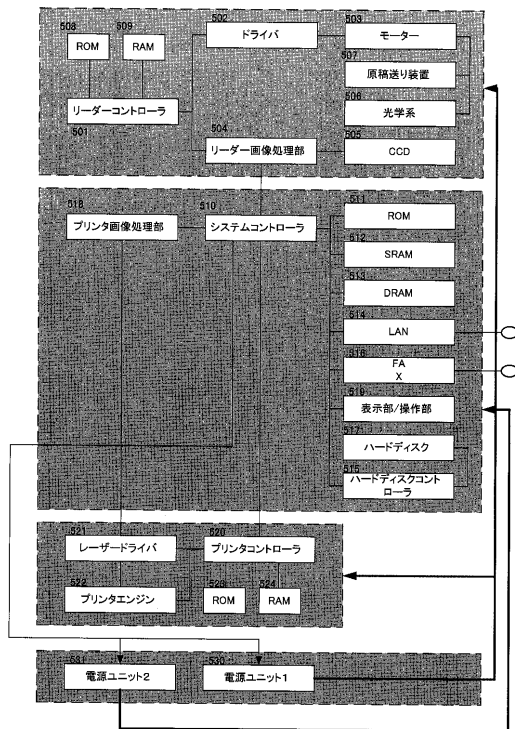 508
509
502
503
ROM
RAM
ドライバ
モーター
507
原稿送り装置
506
リーダーコントローラ
光学系
501
504
505
リーダー画像処理部
CCD
518
510
511
プリンタ画像処理部
システムコントローラ
ROM
512
SRAM
513
DRAM
514
LAN
516
FA
X
519
表示部/操作部
517
ハードディスク
515
ハードディスクコント
ローラ
521
520
レーザードライバ
プリンタコントローラ
522
523
524
プリンタエンジン
ROM
RAM
531
530
電源ユニット2
電源ユニット1